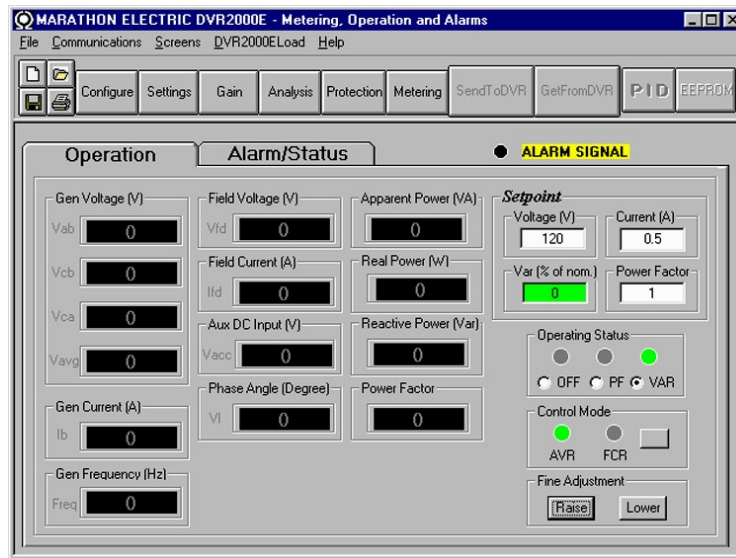 MARATHON ELECTRIC DVR2000E - Metering, Operation and Alarms
File Communications Screens DVR2000ELoad Help
Configure Settings Gain Analysis Protection Metering SendToDVR GetFromDVR PID EEPROM
Operation Alarm/Status ALARM SIGNAL
Gen Voltage (V)
Vab 0
Vcb 0
Vca 0
Vavg 0
Gen Current (A)
Ib 0
Gen Frequency (Hz)
Freq 0
Field Voltage (V)
Vfd 0
Field Current (A)
Ifd 0
Aux DC Input (V)
Vacc 0
Phase Angle (Degree)
VI 0
Apparent Power (VA)
0
Real Power (W)
0
Reactive Power (Var)
0
Power Factor
0
Setpoint
Voltage (V) Current (A)
120 0.5
Var (% of nom.) Power Factor
0 1
Operating Status
OFF PF VAR
Control Mode
AVR FCR
Fine Adjustment
Raise Lower